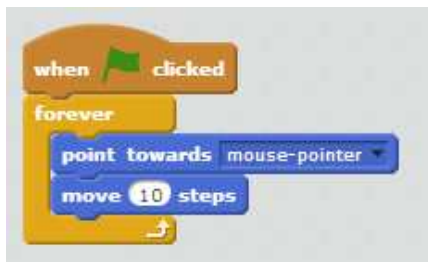 when clicked
forever
point towards mouse-pointer
move 10 steps